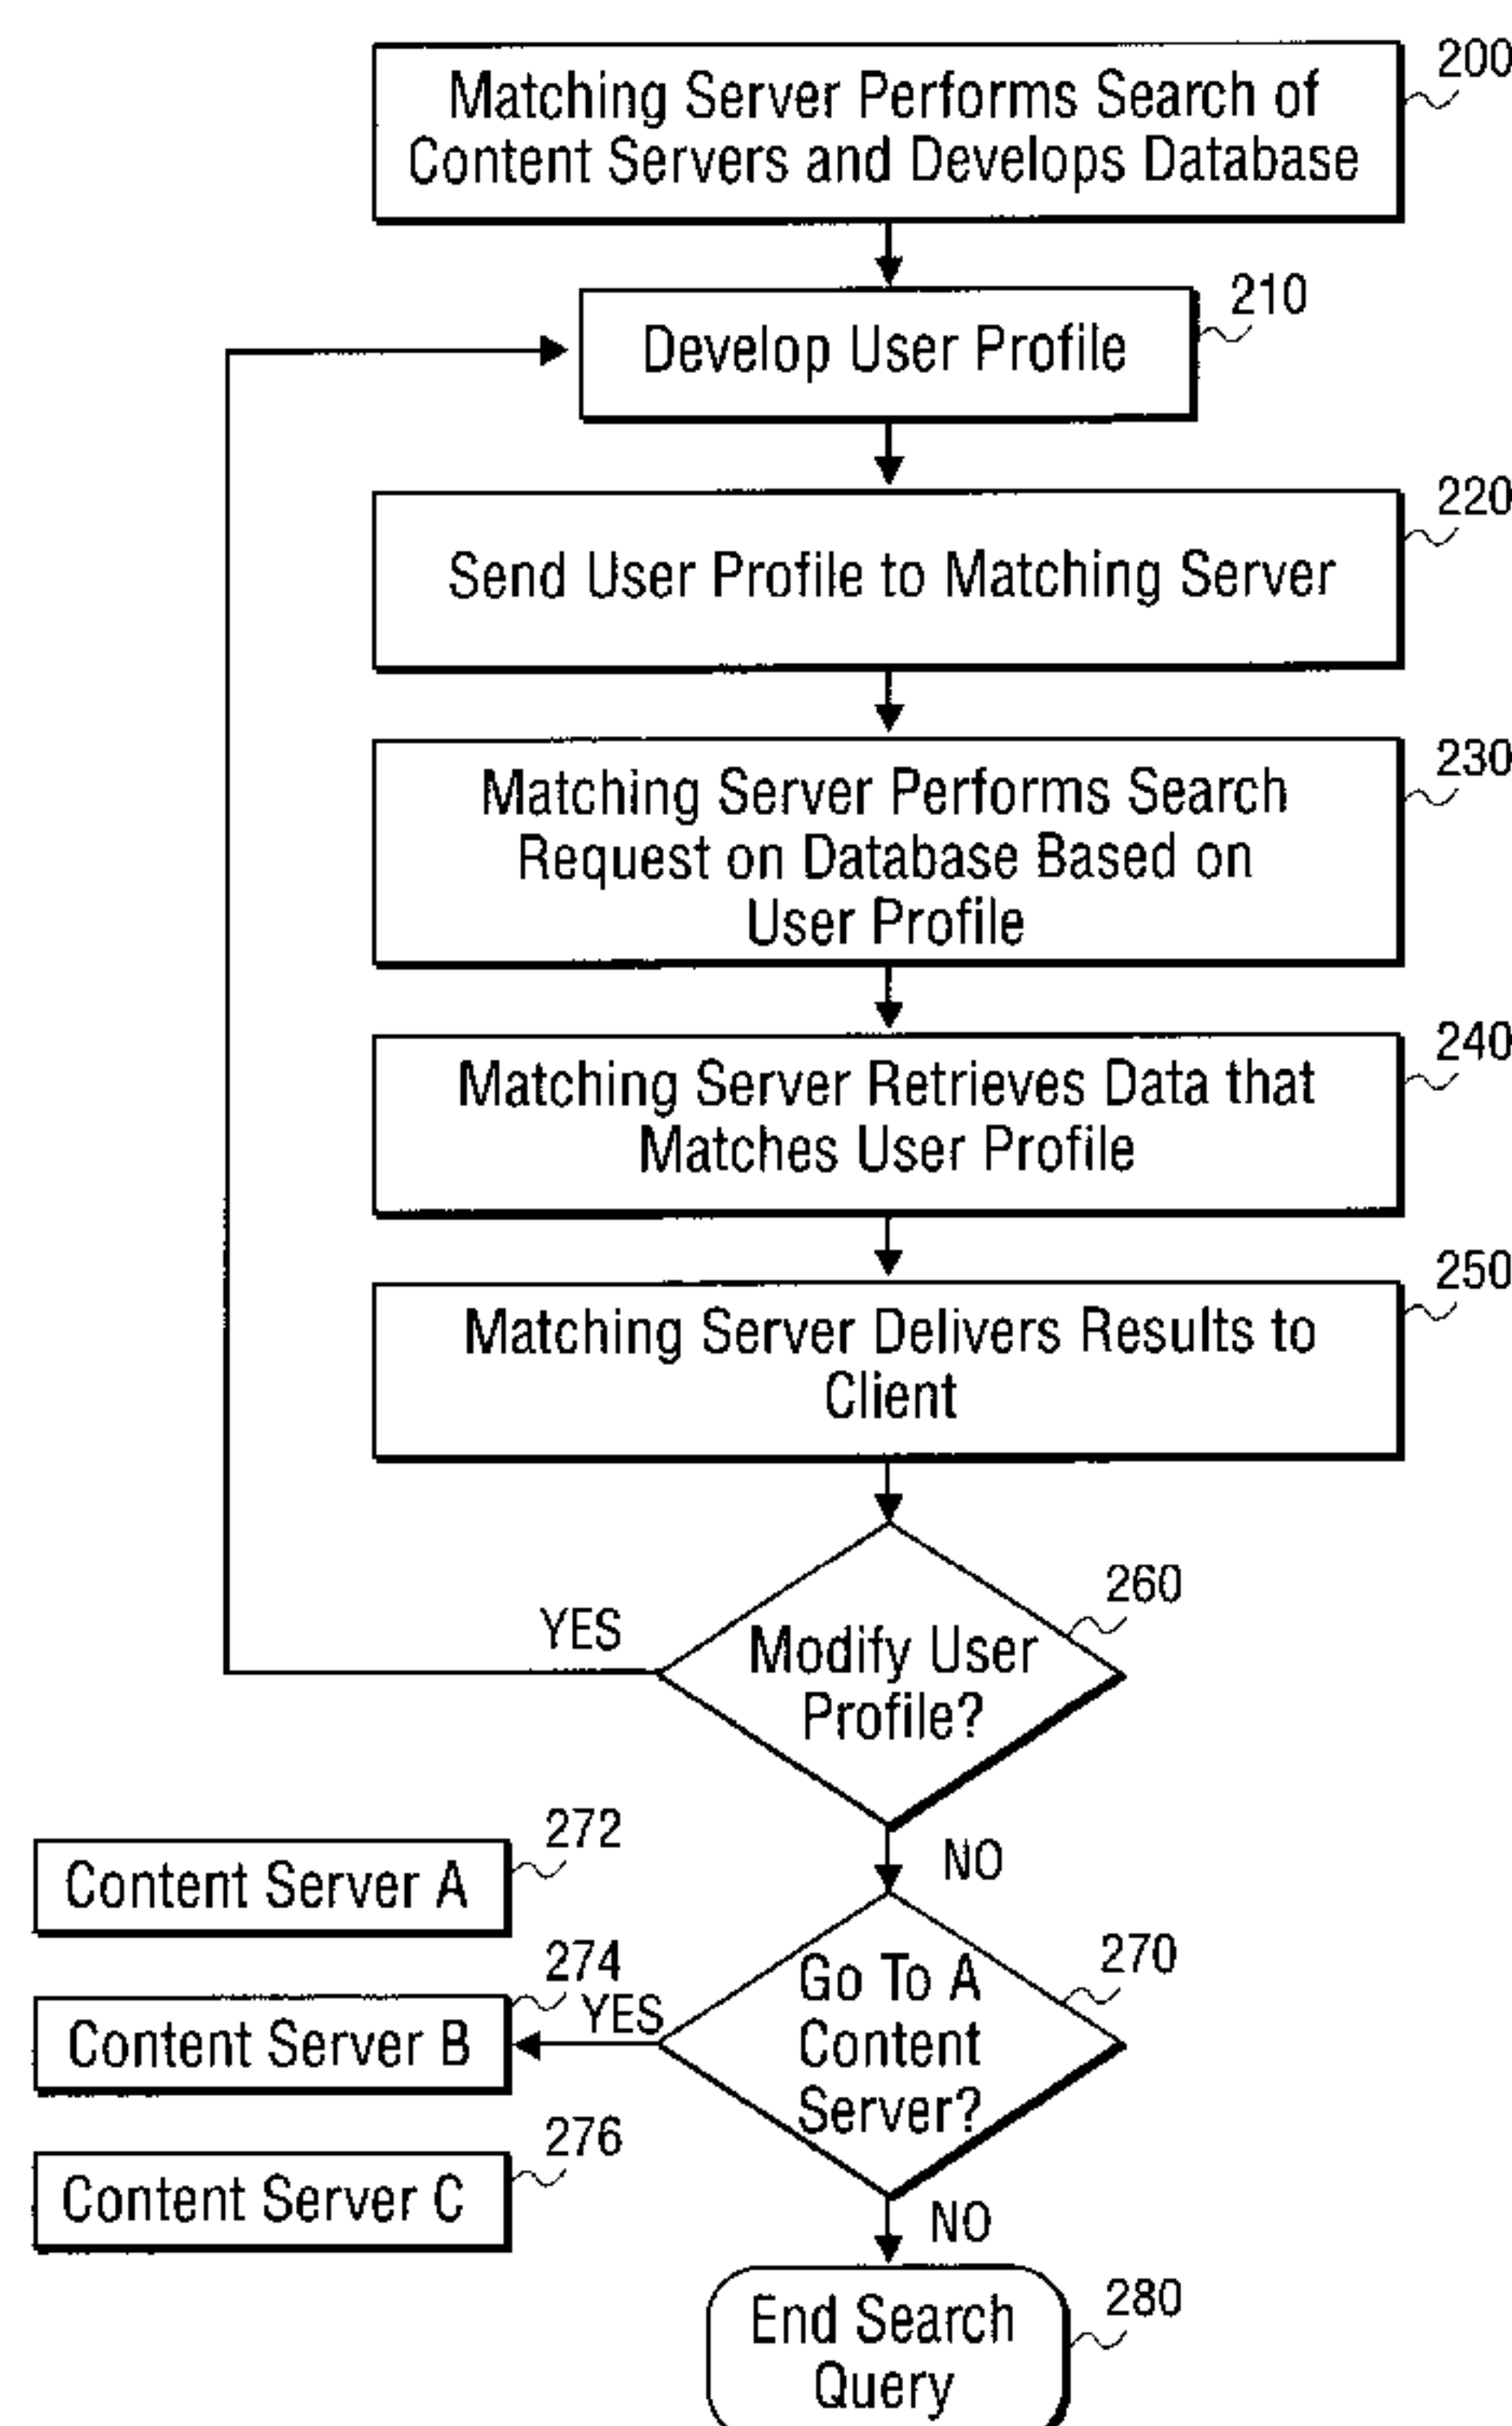 200
Matching Server Performs Search of
Content Servers and Develops Database
210
Develop User Profile
220
Send User Profile to Matching Server
230
Matching Server Performs Search
Request on Database Based on
User Profile
240
Matching Server Retrieves Data that
Matches User Profile
250
Matching Server Delivers Results to
Client
260
YES
Modify User
Profile?
NO
272
Content Server A
270
Go To A
Content
Server?
274
YES
Content Server B
276
Content Server C
NO
280
End Search
Query